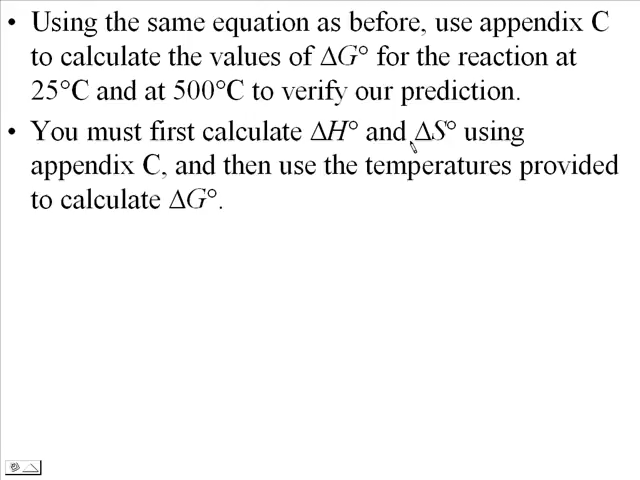 • Using the same equation as before, use appendix C
to calculate the values of ΔG° for the reaction at
25°C and at 500°C to verify our prediction.
• You must first calculate ΔH° and ΔS° using
appendix C, and then use the temperatures provided
to calculate ΔG°.